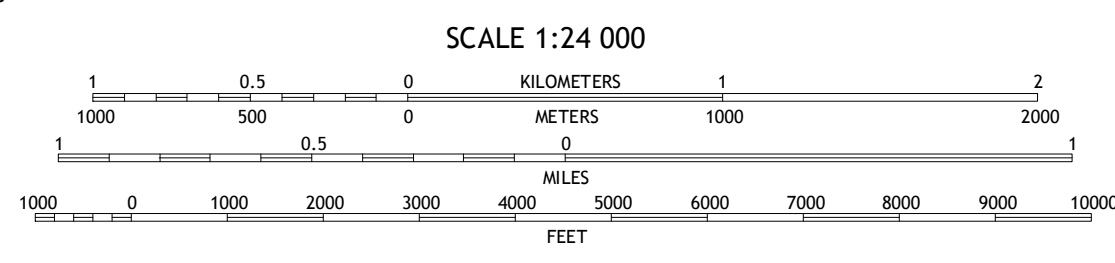 SCALE 1:24 000
1 0.5 0 KILOMETERS 1 2
1000 500 0 METERS 1000 2000
1 0.5 0 1
MILES
1000 0 1000 2000 3000 4000 5000 6000 7000 8000 9000 10000
FEET